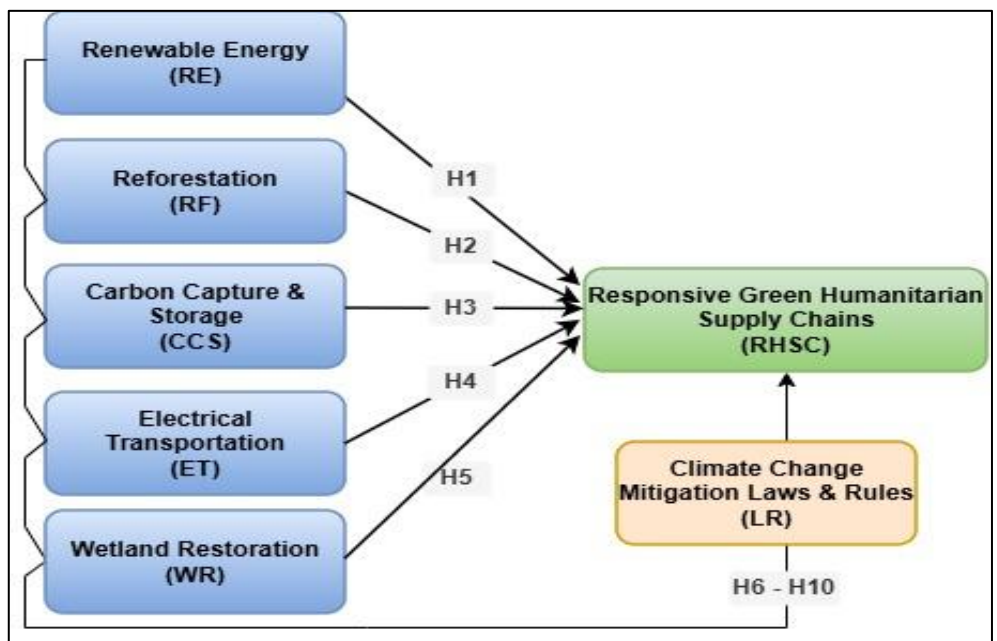 Renewable Energy
(RE)
Reforestation
(RF)
Carbon Capture &
Storage
(CCS)
Electrical
Transportation
(ET)
Wetland Restoration
(WR)
H1
H2
H3
H4
H5
Responsive Green Humanitarian
Supply Chains
(RHSC)
Climate Change
Mitigation Laws & Rules
(LR)
H6 - H10